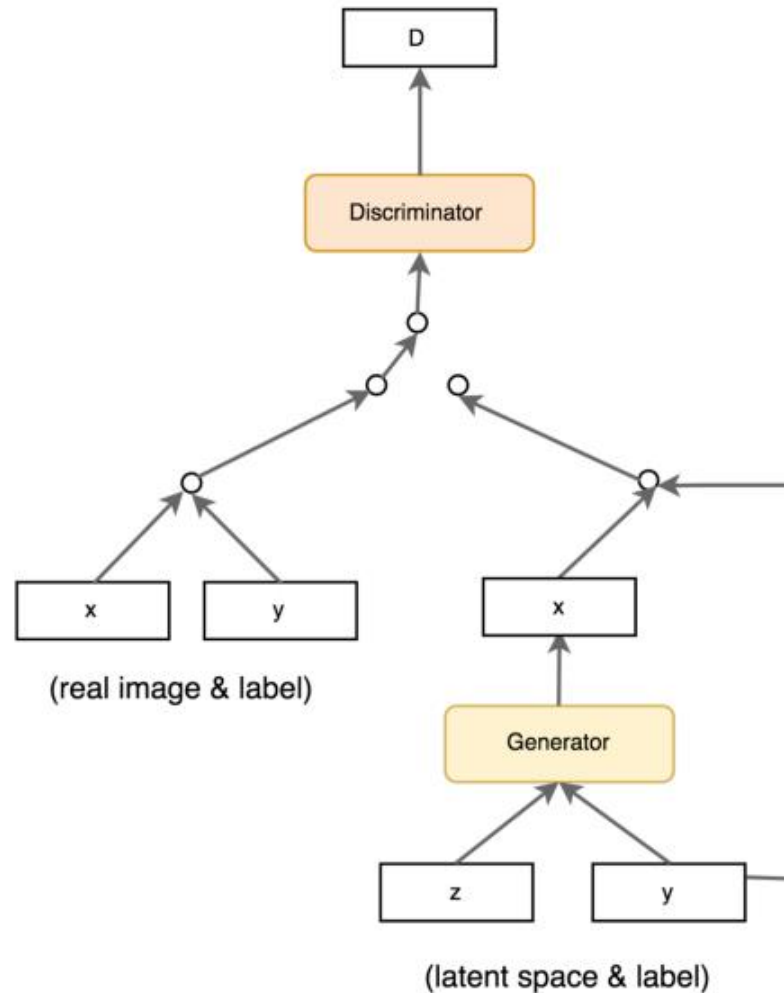 D
Discriminator
x y x
(real image & label)
Generator
z y
(latent space & label)